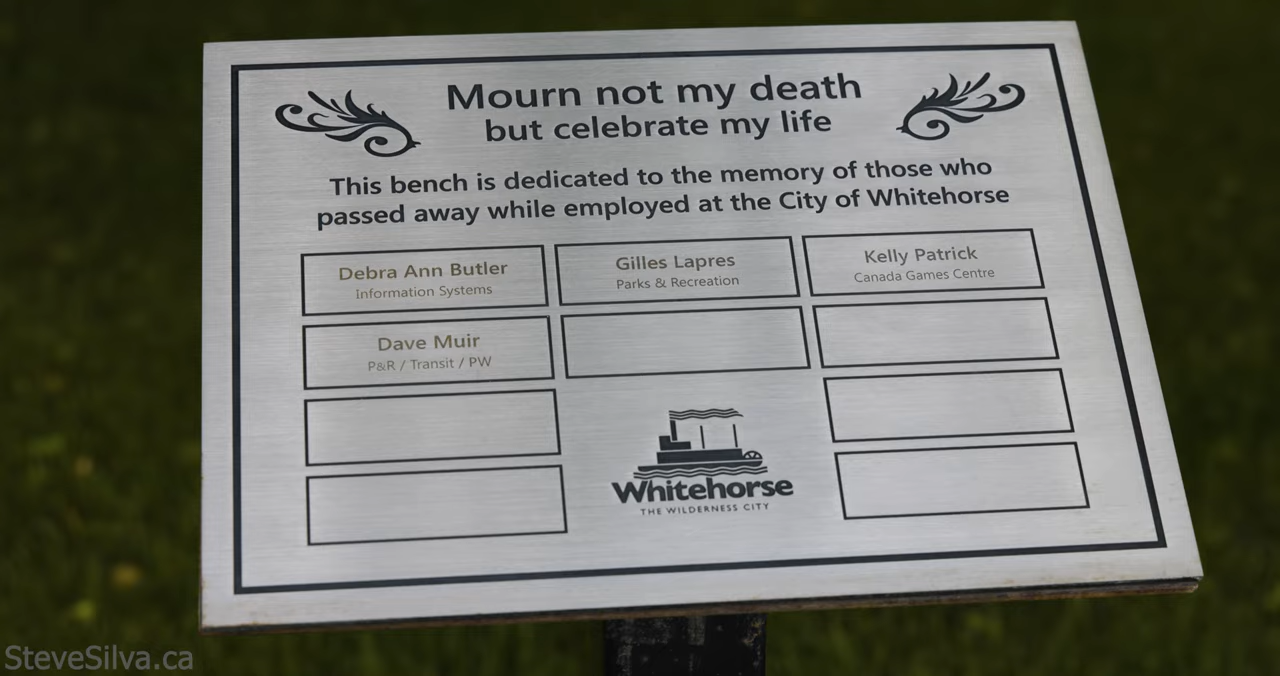 Mourn not my death
but celebrate my life
This bench is dedicated to the memory of those who
passed away while employed at the City of Whitehorse
Debra Ann Butler
Information Systems
Gilles Lapres
Parks & Recreation
Kelly Patrick
Canada Games Centre
Dave Muir
P&R / Transit / PW
Whitehorse
THE WILDERNESS CITY
SteveSilva.ca